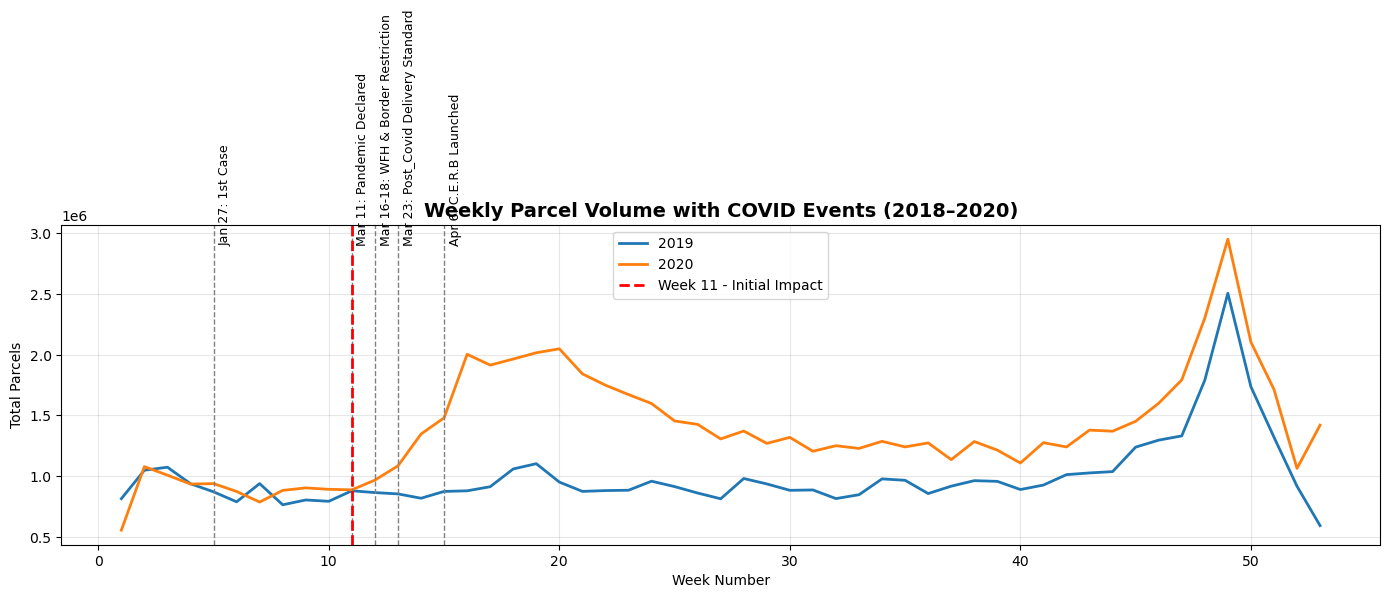 Jan 27: 1st Case
Mar 11: Pandemic Declared
Mar 16-18: WFH & Border Restriction
Mar 23: Post_Covid Delivery Standard
Apr 6: C.E.R.B Launched
Weekly Parcel Volume with COVID Events (2018–2020)
1e6
3.0
2.5
2.0
1.5
1.0
0.5
Total Parcels
2019
2020
Week 11 - Initial Impact
0
10
20
30
40
50
Week Number